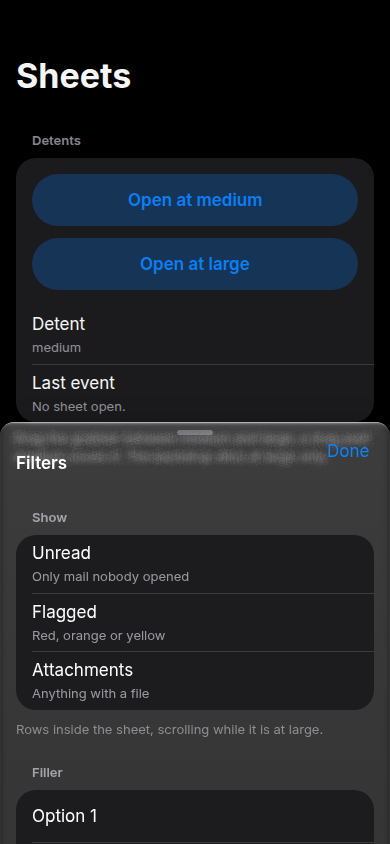 Sheets
Detents
Open at medium
Open at large
Detent
medium
Last event
No sheet open.
Done
Filters
Show
Unread
Only mail nobody opened
Flagged
Red, orange or yellow
Attachments
Anything with a file
Rows inside the sheet, scrolling while it is at large.
Filler
Option 1